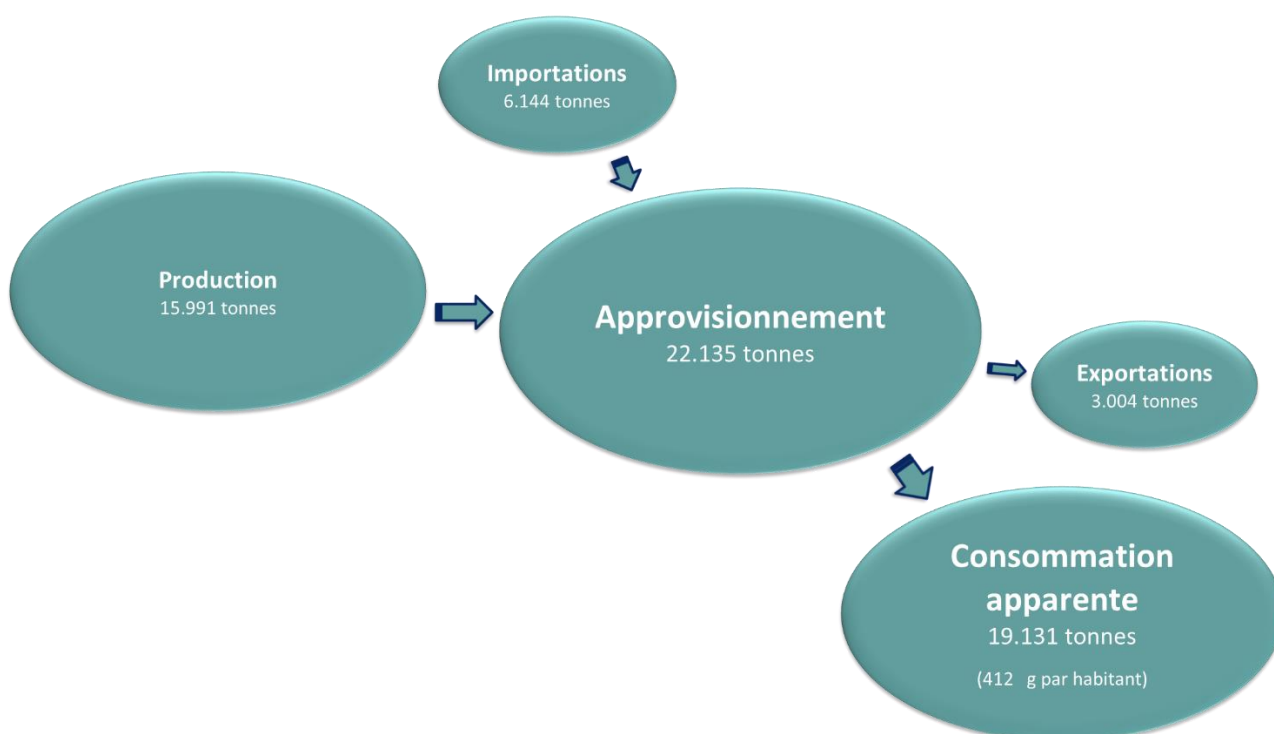 Importations
6.144 tonnes
Production
15.991 tonnes
Approvisionnement
22.135 tonnes
Exportations
3.004 tonnes
Consommation
apparente
19.131 tonnes
(412 g par habitant)